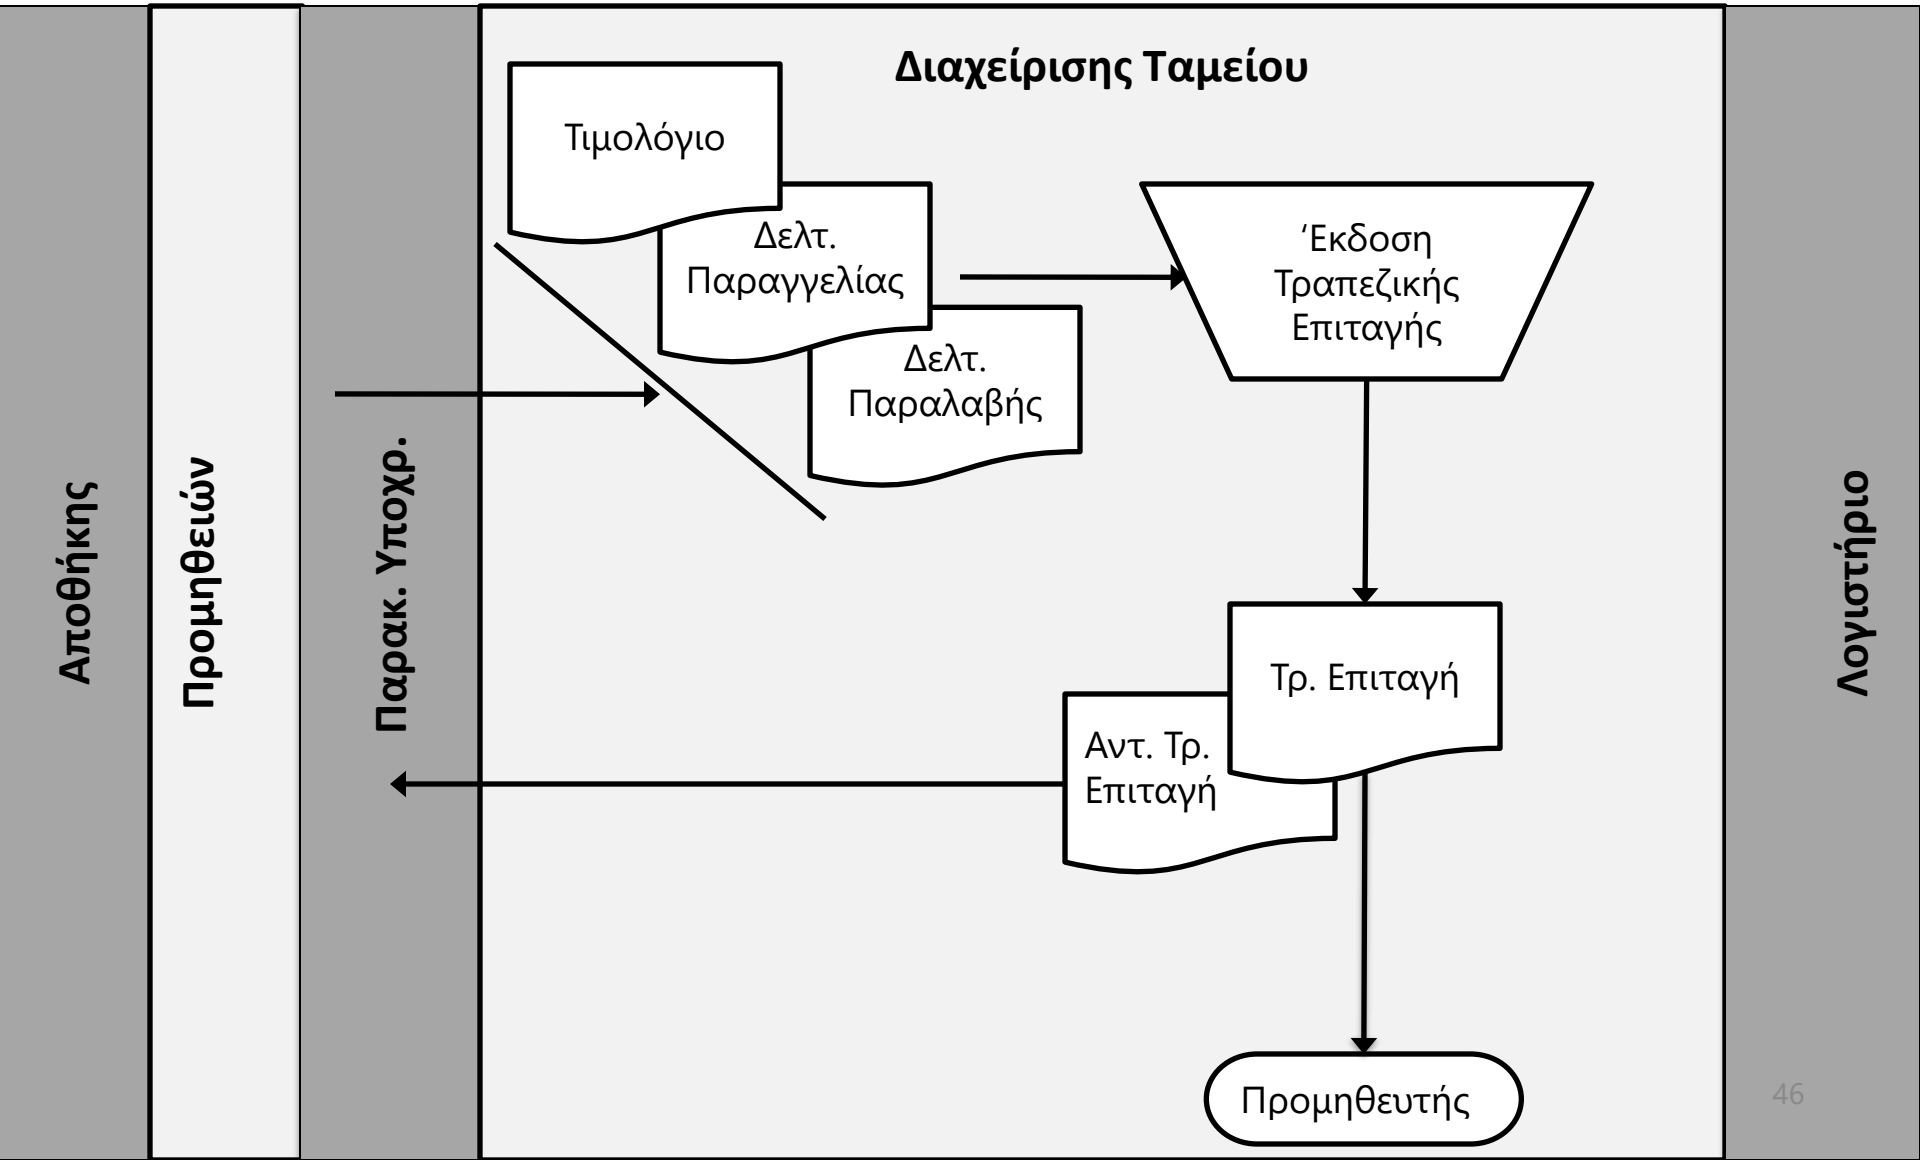 Διαχείρισης Ταμείου
Τιμολόγιο
Δελτ.
Παραγγελίας
Δελτ.
Παραλαβής
‘Έκδοση
Τραπεζικής
Επιταγής
Αποθήκης
Προμηθειών
Παρακ. Υποχρ.
Λογιστήριο
Τρ. Επιταγή
Αντ. Τρ.
Επιταγή
Προμηθευτής
46